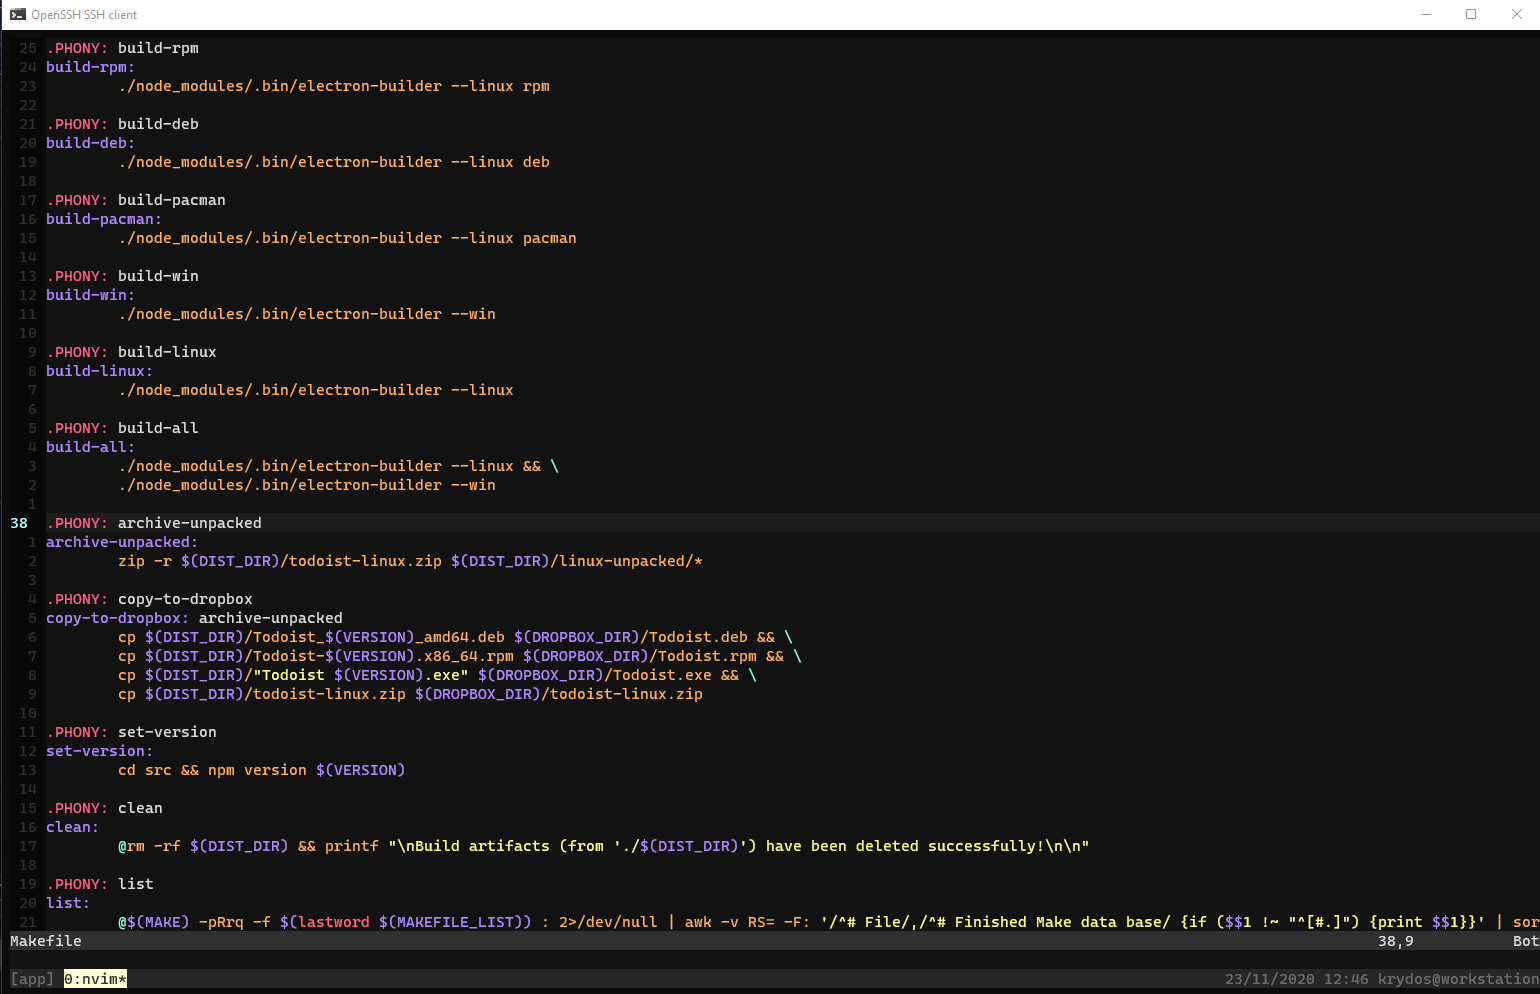 OpenSSH SSH client
25 .PHONY: build-rpm
24 build-rpm:
23 ./node_modules/.bin/electron-builder --linux rpm
22
21 .PHONY: build-deb
20 build-deb:
19 ./node_modules/.bin/electron-builder --linux deb
18
17 .PHONY: build-pacman
16 build-pacman:
15 ./node_modules/.bin/electron-builder --linux pacman
14
13 .PHONY: build-win
12 build-win:
11 ./node_modules/.bin/electron-builder --win
10
9 .PHONY: build-linux
8 build-linux:
7 ./node_modules/.bin/electron-builder --linux
6
5 .PHONY: build-all
4 build-all:
3 ./node_modules/.bin/electron-builder --linux && \
2 ./node_modules/.bin/electron-builder --win
1
38 .PHONY: archive-unpacked
1 archive-unpacked:
2 zip -r $(DIST_DIR)/todoist-linux.zip $(DIST_DIR)/linux-unpacked/*
3
4 .PHONY: copy-to-dropbox
5 copy-to-dropbox: archive-unpacked
6 cp $(DIST_DIR)/Todoist_$(VERSION)_amd64.deb $(DROPBOX_DIR)/Todoist.deb && \
7 cp $(DIST_DIR)/Todoist-$(VERSION).x86_64.rpm $(DROPBOX_DIR)/Todoist.rpm && \
8 cp $(DIST_DIR)/"Todoist $(VERSION).exe" $(DROPBOX_DIR)/Todoist.exe && \
9 cp $(DIST_DIR)/todoist-linux.zip $(DROPBOX_DIR)/todoist-linux.zip
10
11 .PHONY: set-version
12 set-version:
13 cd src && npm version $(VERSION)
14
15 .PHONY: clean
16 clean:
17 @rm -rf $(DIST_DIR) && printf "\nBuild artifacts (from './$(DIST_DIR)') have been deleted successfully!\n\n"
18
19 .PHONY: list
20 list:
21 @$(MAKE) -pRrq -f $(lastword $(MAKEFILE_LIST)) : 2>/dev/null | awk -v RS= -F: '/^# File/,/^# Finished Make data base/ {if ($$1 !~ "^[#.]") {print $$1}}' | sor
Makefile 38,9 Bot
[app] 0:nvim* 23/11/2020 12:46 krydos@workstation